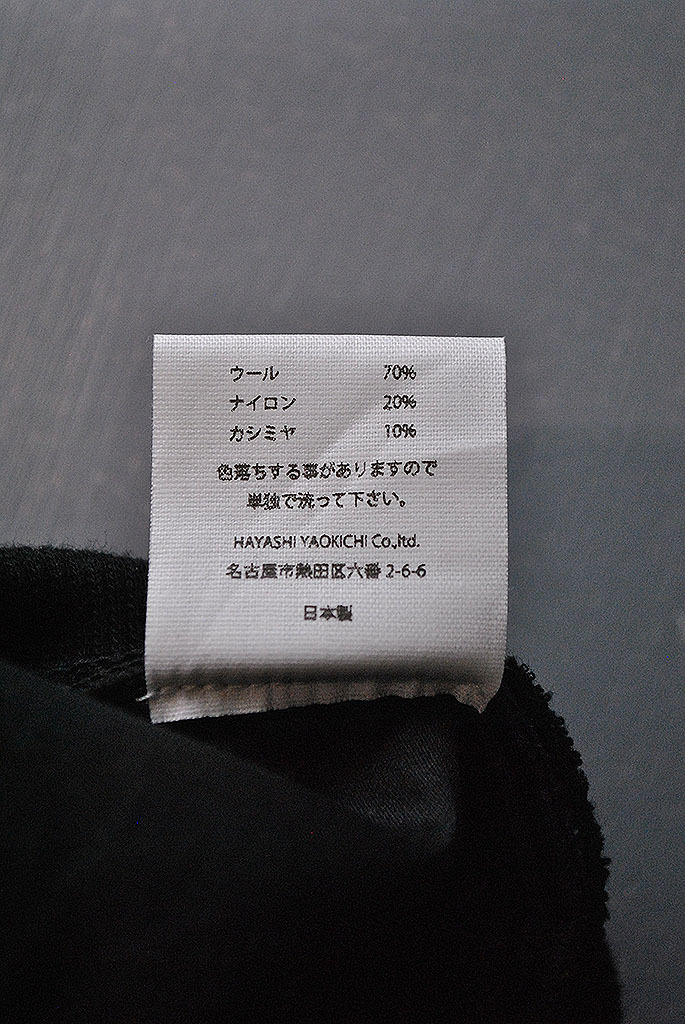 ウール 70%
ナイロン 20%
カシミヤ 10%
色落ちする事がありますので
単独で洗って下さい。
HAYASHI YAOKICHI Co.,ltd.
名古屋市熱田区六番 2-6-6
日本製